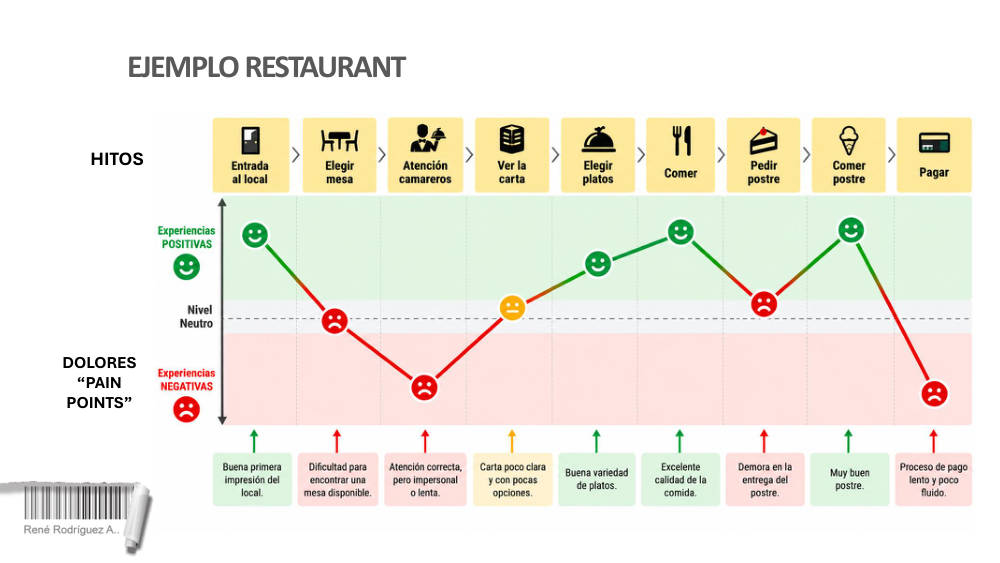 EJEMPLO RESTAURANT
HITOS
Entrada
al local
Elegir
mesa
Atención
camareros
Ver la
carta
Elegir
platos
Comer
Pedir
postre
Comer
postre
Pagar
Experiencias
POSITIVAS
Nivel
Neutro
DOLORES
“PAIN
POINTS”
Experiencias
NEGATIVAS
Buena primera
impresión del
local.
Dificultad para
encontrar una
mesa disponible.
Atención correcta,
pero impersonal
o lenta.
Carta poco clara
y con pocas
opciones.
Buena variedad
de platos.
Excelente
calidad de la
comida.
Demora en la
entrega del
postre.
Muy buen
postre.
Proceso de pago
lento y poco
fluido.
René Rodríguez A..